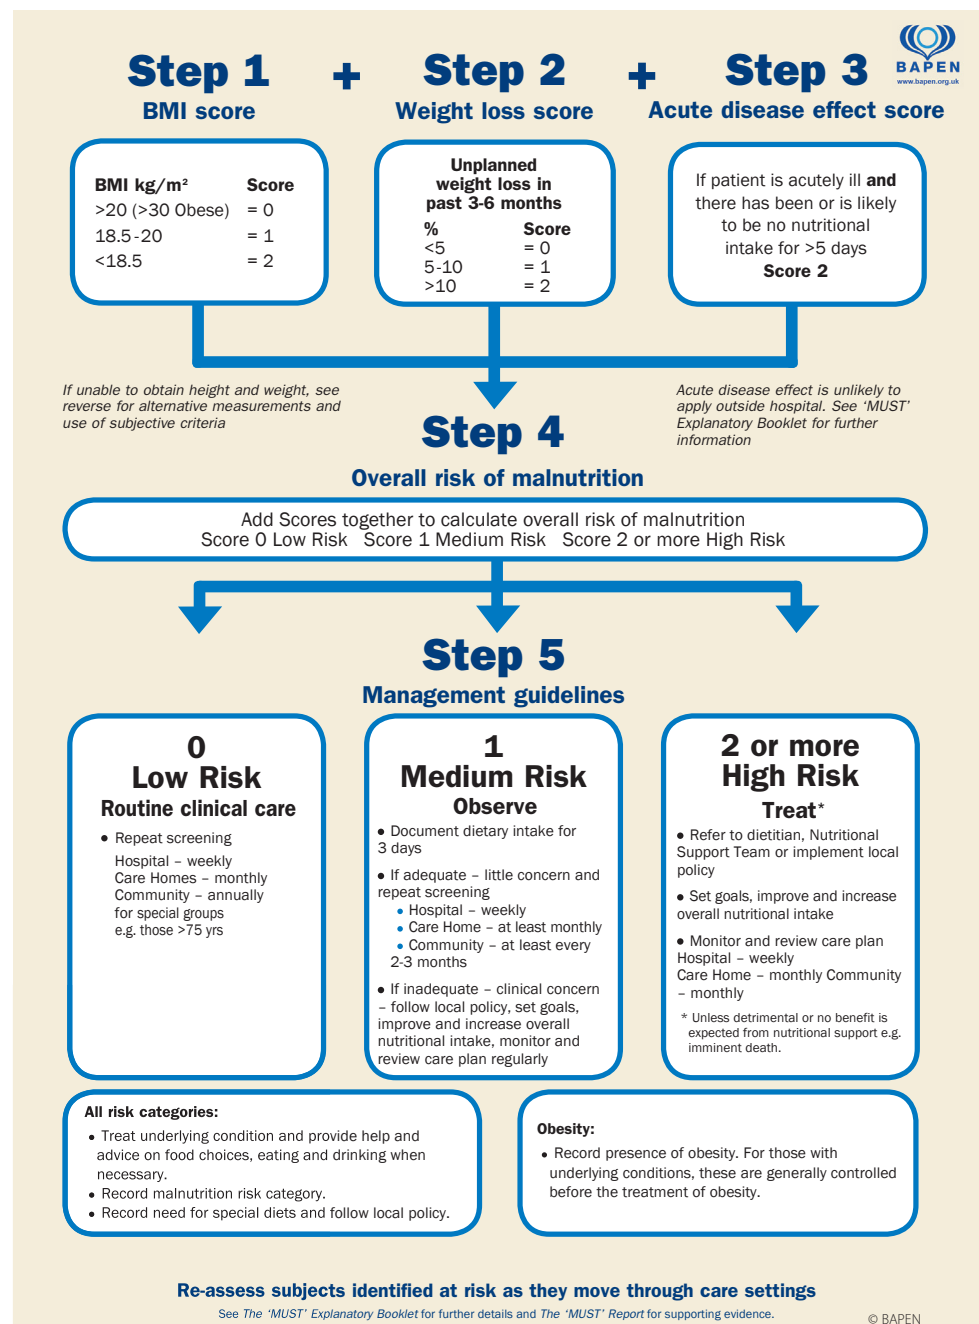 Step 1 + Step 2 + Step 3
BAPEN
www.bapen.org.uk
BMI score
Weight loss score
Acute disease effect score
BMI kg/m² Score
>20 (>30 Obese) = 0
18.5-20 = 1
<18.5 = 2
Unplanned
weight loss in
past 3-6 months
% Score
<5 = 0
5-10 = 1
>10 = 2
If patient is acutely ill and
there has been or is likely
to be no nutritional
intake for >5 days
Score 2
If unable to obtain height and weight, see
reverse for alternative measurements and
use of subjective criteria
Acute disease effect is unlikely to
apply outside hospital. See ‘MUST’
Explanatory Booklet for further
information
Step 4
Overall risk of malnutrition
Add Scores together to calculate overall risk of malnutrition
Score 0 Low Risk Score 1 Medium Risk Score 2 or more High Risk
Step 5
Management guidelines
0
Low Risk
Routine clinical care
• Repeat screening
Hospital – weekly
Care Homes – monthly
Community – annually
for special groups
e.g. those >75 yrs
1
Medium Risk
Observe
• Document dietary intake for
3 days
• If adequate – little concern and
repeat screening
• Hospital – weekly
• Care Home – at least monthly
• Community – at least every
2-3 months
• If inadequate – clinical concern
– follow local policy, set goals,
improve and increase overall
nutritional intake, monitor and
review care plan regularly
2 or more
High Risk
Treat*
• Refer to dietitian, Nutritional
Support Team or implement local
policy
• Set goals, improve and increase
overall nutritional intake
• Monitor and review care plan
Hospital – weekly
Care Home – monthly Community
– monthly
* Unless detrimental or no benefit is
expected from nutritional support e.g.
imminent death.
All risk categories:
• Treat underlying condition and provide help and
advice on food choices, eating and drinking when
necessary.
• Record malnutrition risk category.
• Record need for special diets and follow local policy.
Obesity:
• Record presence of obesity. For those with
underlying conditions, these are generally controlled
before the treatment of obesity.
Re-assess subjects identified at risk as they move through care settings
See The ‘MUST’ Explanatory Booklet for further details and The ‘MUST’ Report for supporting evidence.
© BAPEN